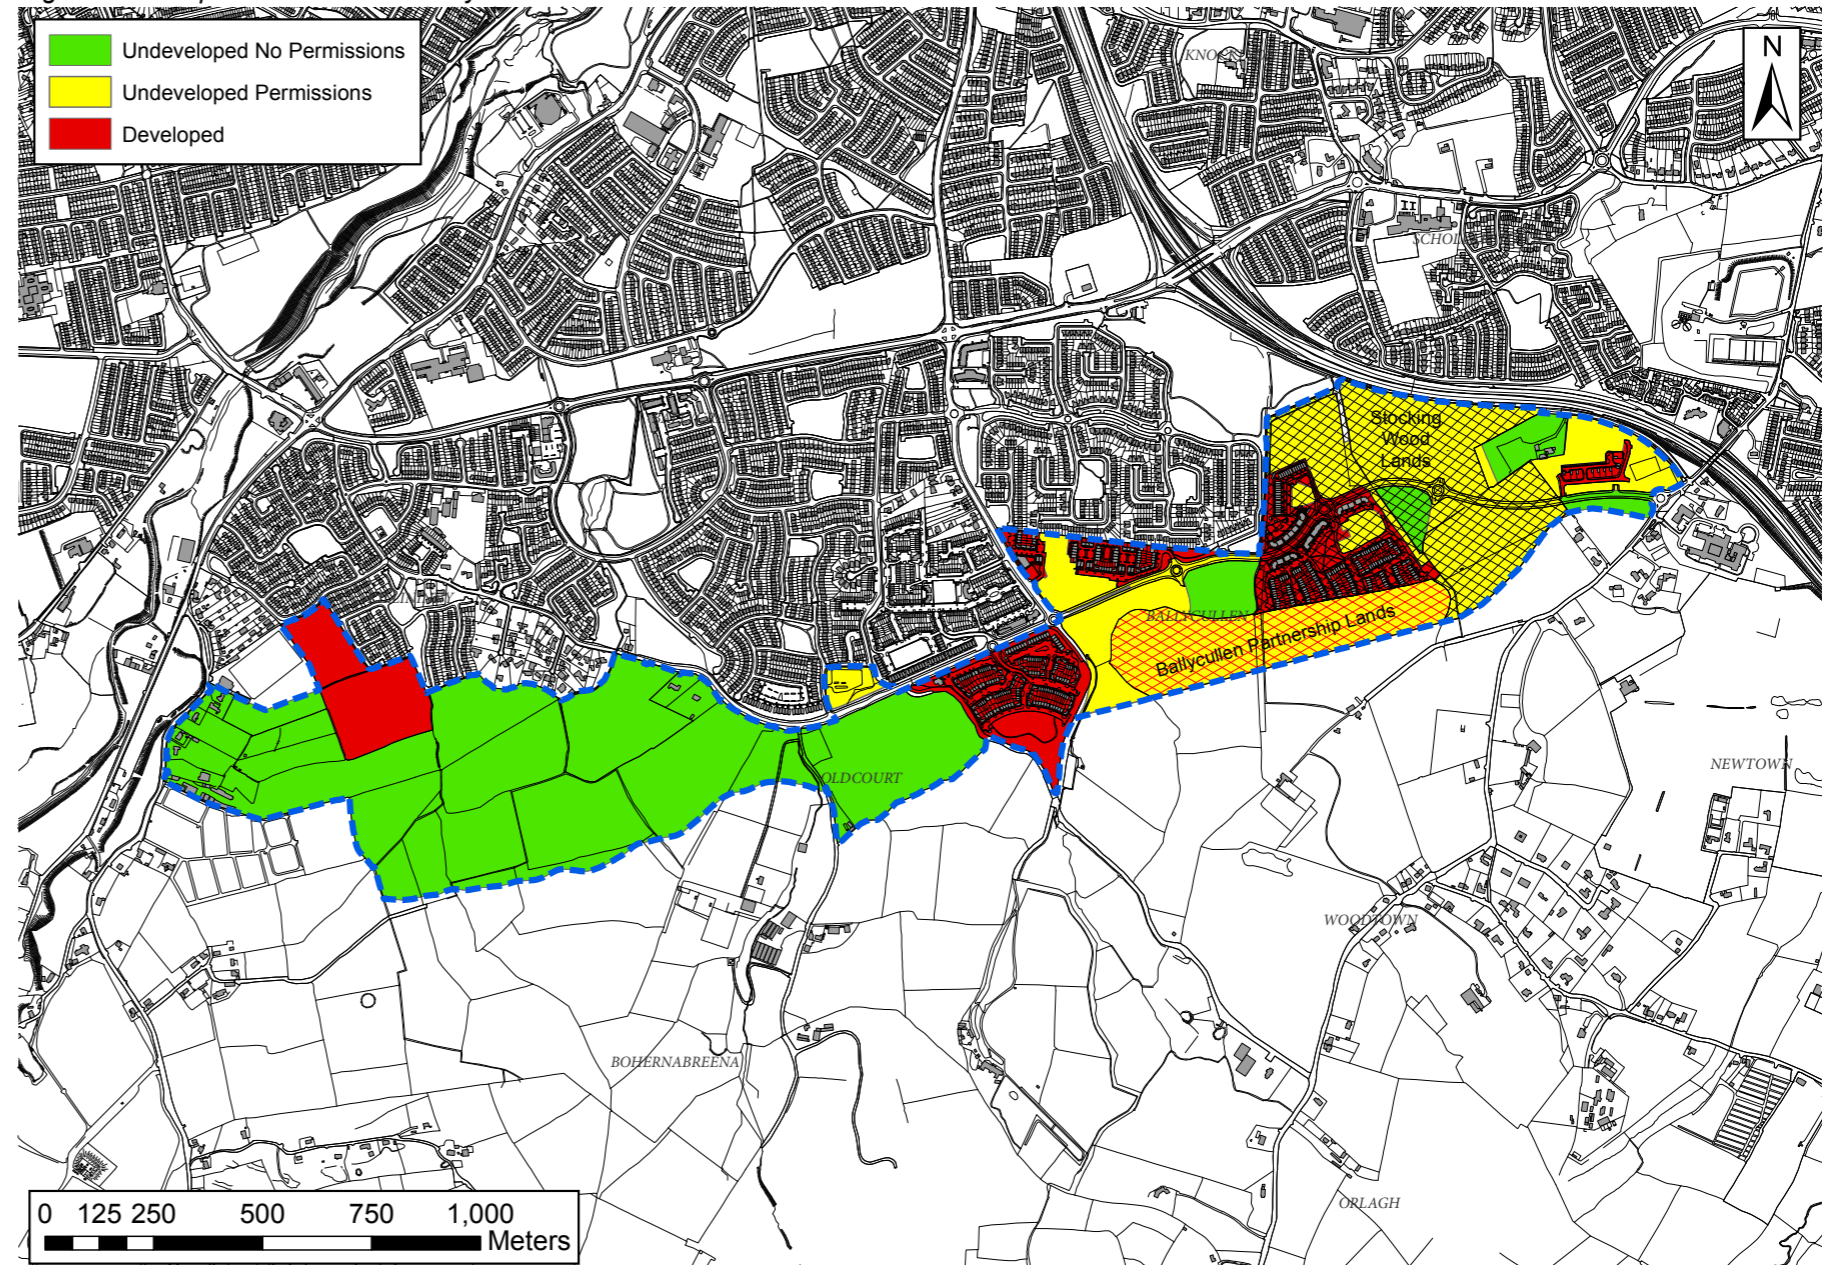 Undeveloped No Permissions
Undeveloped Permissions
Developed
N
Stocking
Wood
Lands
BALLYCULLEN
Ballycullen Partnership Lands
OLDCOURT
NEWTOWN
WOODTOWN
BOHERNABREENA
ORLAGH
0 125 250 500 750 1,000
Meters